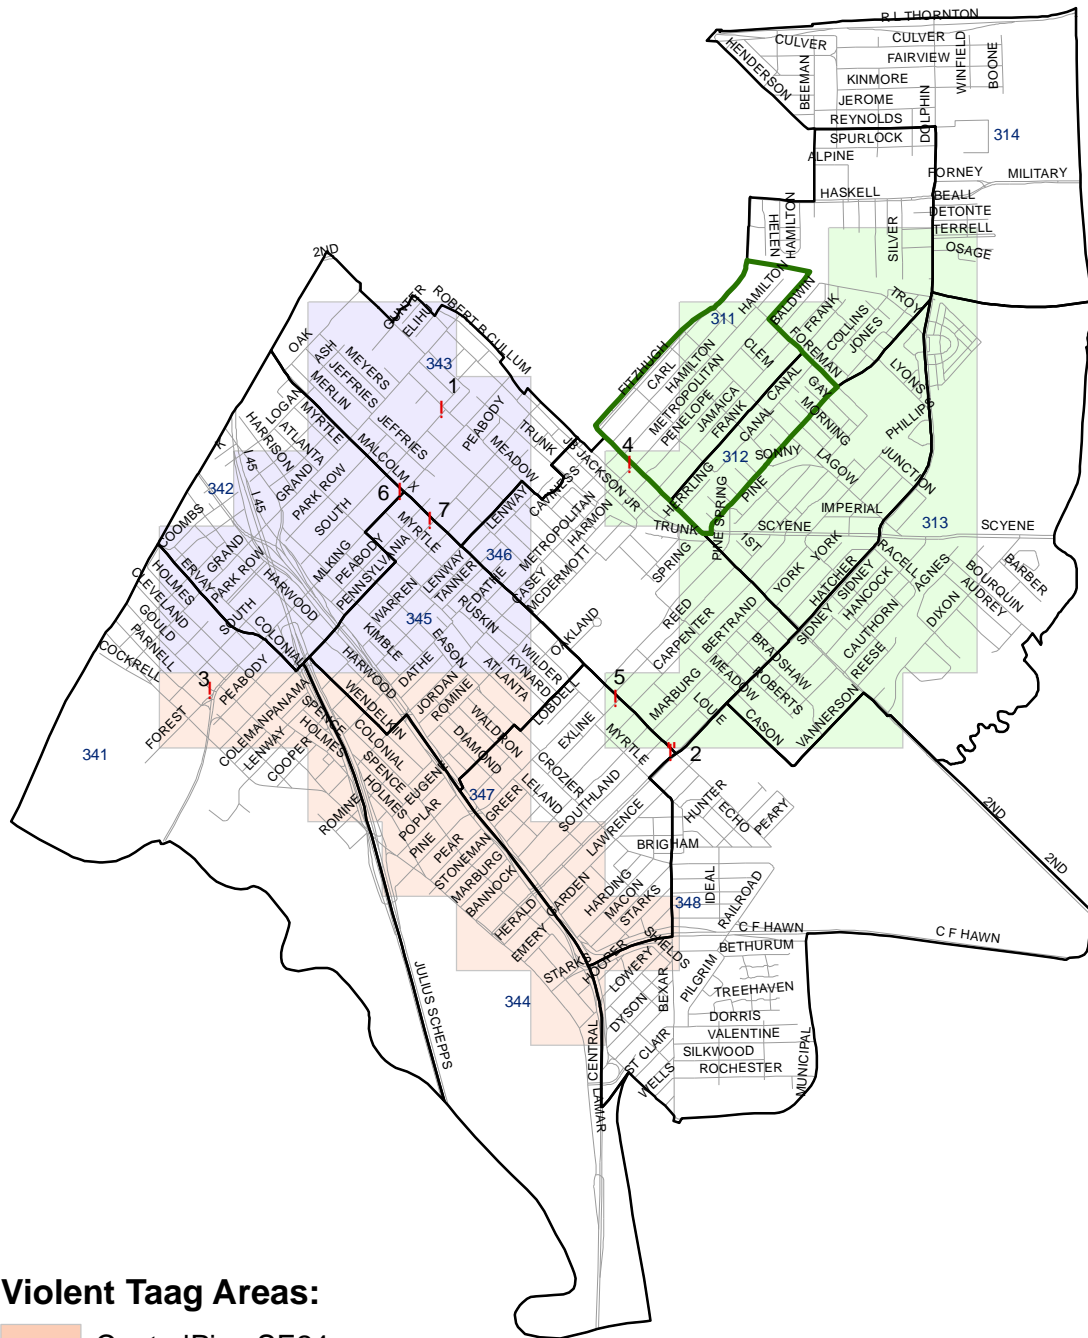 R L THORNTON
CULVER
CULVER
HENDERSON
BEEMAN
FAIRVIEW
WINFIELD
BOONE
KINMORE
JEROME
DOLPHIN
REYNOLDS
SPURLOCK
314
ALPINE
FORNEY
MILITARY
HASKELL
BEALL
DETONTE
HELEN
HAMILTON
SILVER
TERRELL
OSAGE
2ND
GUNTER
ELIHU
ROBERT B CULLUM
OAK
ASH
MEYERS
343
JEFFRIES
MERLIN
1
HAMILTON
BALDWIN
FRANK
TROY
311
COLLINS
JONES
FOREMAN
FITZHUGH
CARL
HAMILTON
CLEM
METROPOLITAN
PENELOPE
JAMAICA
FRANK
CANAL
CANAL
GAY
MORNING
LYONS
PHILLIPS
LOGAN
MYRTLE
HARRISON
ATLANTA
GRAND
JEFFRIES
MALCOLM X
PEABODY
MEADOW
TRUNK
JB JACKSON JR
4
312
SONNY
LAGOW
JUNCTION
I 45
I 45
342
PARK ROW
SOUTH
6
7
LENWAY
CAVINESS
METROPOLITAN
HARMON
HERRLING
PINE
IMPERIAL
313
COOMBS
GRAND
MYRTLE
MLKING
PEABODY
PENNSYLVANIA
346
CASEY
MCDERMOTT
TRUNK
SPRING
PINE SPRING
1ST
SCYENE
SCYENE
CLEVELAND
HOLMES
ERVAY
PARK ROW
HARWOOD
WARREN
LENWAY
TANNER
DATHE
YORK
YORK
HATCHER
RACELL
AGNES
BARBER
BOURQUIN
AUDREY
GOULD
PARNELL
SOUTH
COLONIAL
345
KIMBLE
RUSKIN
SIDNEY
SIDNEY
HANCOCK
DIXON
COCKRELL
PEABODY
3
HARWOOD
DATHE
EASON
WILDER
KYNARD
OAKLAND
REED
CARPENTER
BERTRAND
BRADSHAW
CAUTHORN
REESE
FOREST
COLEMAN
PANAMA
SPENCE
WENDELKIN
JORDAN
ROMINE
ATLANTA
LOBDELL
5
MARBURG
MEADOW
ROBERTS
VANNERSON
341
LENWAY
COOPER
HOLMES
COLONIAL
SPENCE
HOLMES
WALDRON
DIAMOND
EXLINE
MYRTLE
LOVE
CASON
2
EUGENE
CROZIER
LELAND
SOUTHLAND
ROMINE
POPLAR
PINE
347
GREER
LAWRENCE
HUNTER
ECHO
PEARY
2ND
PEAR
STONEMAN
MARBURG
BANNOCK
BRIGHAM
2ND
GARDEN
HARDING
MACON
STARKS
IDEAL
348
RAILROAD
HERALD
EMERY
C F HAWN
C F HAWN
STARKS
HOOPER
SHIELDS
BETHURUM
344
LOWERY
BEXAR
PILGRIM
TREEHAVEN
DYSON
DORRIS
JULIUS SCHEPPS
VALENTINE
MUNICIPAL
CENTRAL
ST CLAIR
SILKWOOD
WELLS
ROCHESTER
LAMAR
Violent Taag Areas: